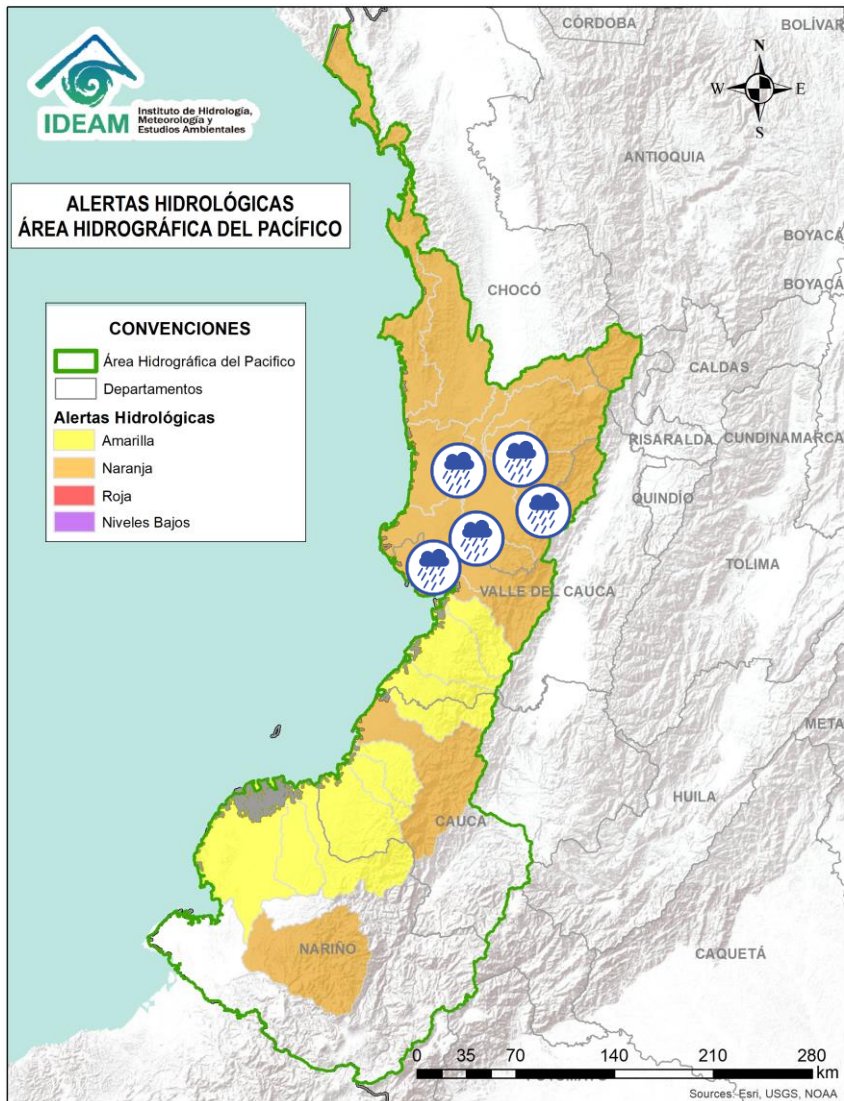 IDEAM
Instituto de Hidrología,
Meteorología y
Estudios Ambientales
ALERTAS HIDROLÓGICAS
ÁREA HIDROGRÁFICA DEL PACÍFICO
CONVENCIONES
Área Hidrográfica del Pacifico
Departamentos
Alertas Hidrológicas
Amarilla
Naranja
Roja
Niveles Bajos
N
W
E
S
CÓRDOBA
BOLÍVAR
ANTIOQUIA
BOYACÁ
BOYACÁ
CHOCÓ
CALDAS
RISARALDA
CUNDINAMARCA
QUINDÍO
TOLIMA
VALLE DEL CAUCA
META
HUILA
CAUCA
NARIÑO
CAQUETÁ
0 35 70 140 210 280
km
Sources: Esri, USGS, NOAA